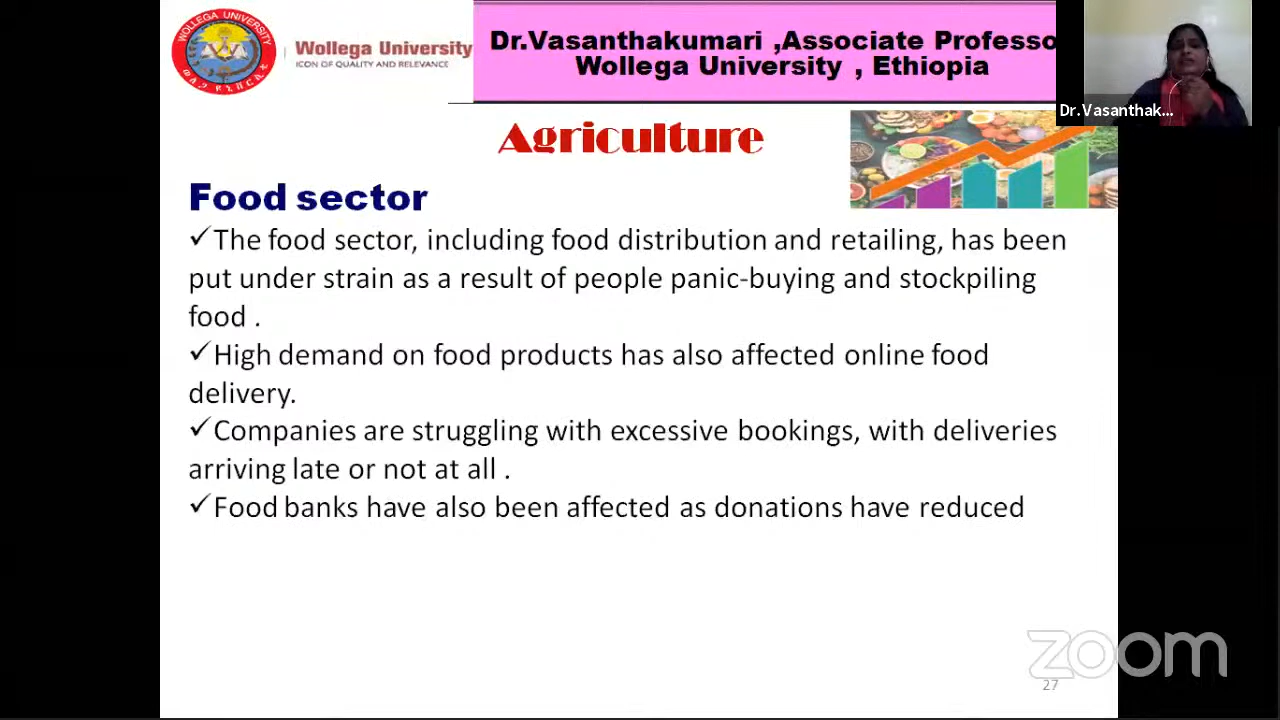 WOLLEGA UNIVERSITY
Wollega University
ICON OF QUALITY AND RELEVANCE
Dr.Vasanthakumari ,Associate Professo
Wollega University , Ethiopia
Dr.Vasanthak...
Agriculture
Food sector
✓The food sector, including food distribution and retailing, has been
put under strain as a result of people panic-buying and stockpiling
food .
✓High demand on food products has also affected online food
delivery.
✓Companies are struggling with excessive bookings, with deliveries
arriving late or not at all .
✓Food banks have also been affected as donations have reduced
zoom
27